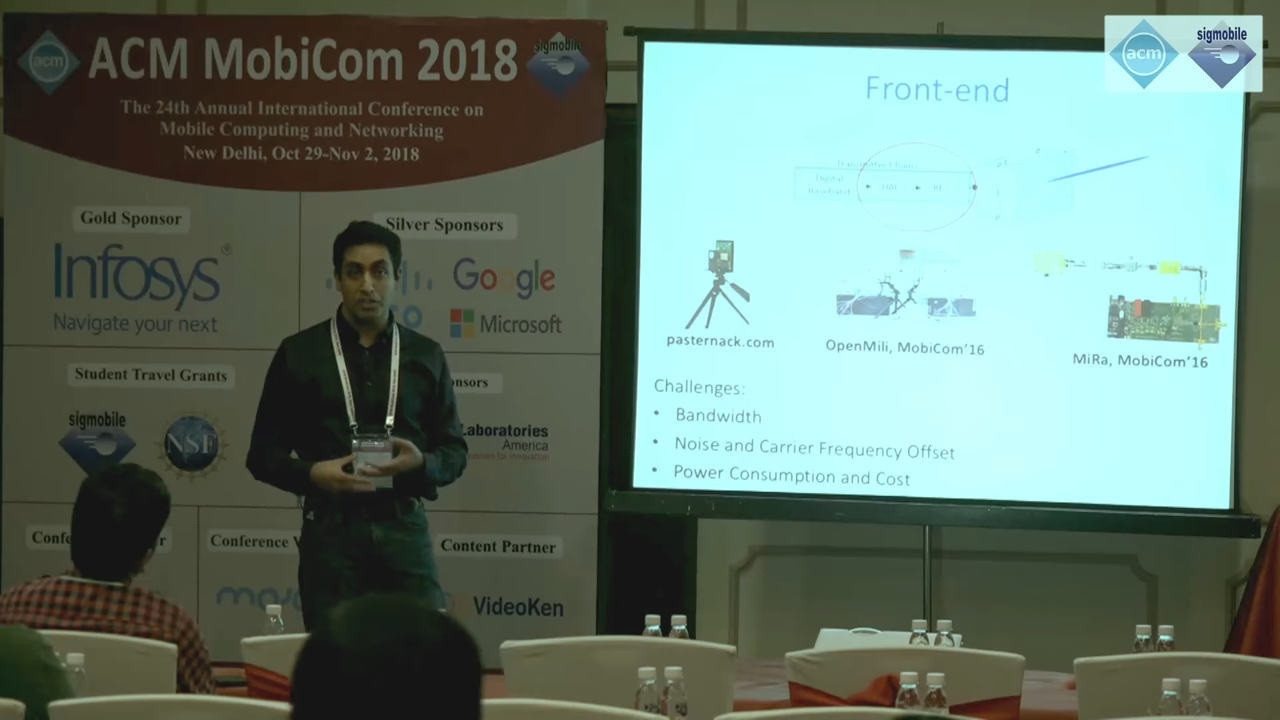 acm
ACM MobiCom 2018
sigmobile
The 24th Annual International Conference on
Mobile Computing and Networking
New Delhi, Oct 29-Nov 2, 2018
Gold Sponsor
Infosys®
Navigate your next
Silver Sponsors
Google
Microsoft
Student Travel Grants
sigmobile
NSF
Laboratories
America
Conference
Content Partner
VideoKen
acm
sigmobile
Front-end
Digital
Baseband
pasternack.com
OpenMili, MobiCom'16
MiRa, MobiCom'16
Challenges:
• Bandwidth
• Noise and Carrier Frequency Offset
• Power Consumption and Cost